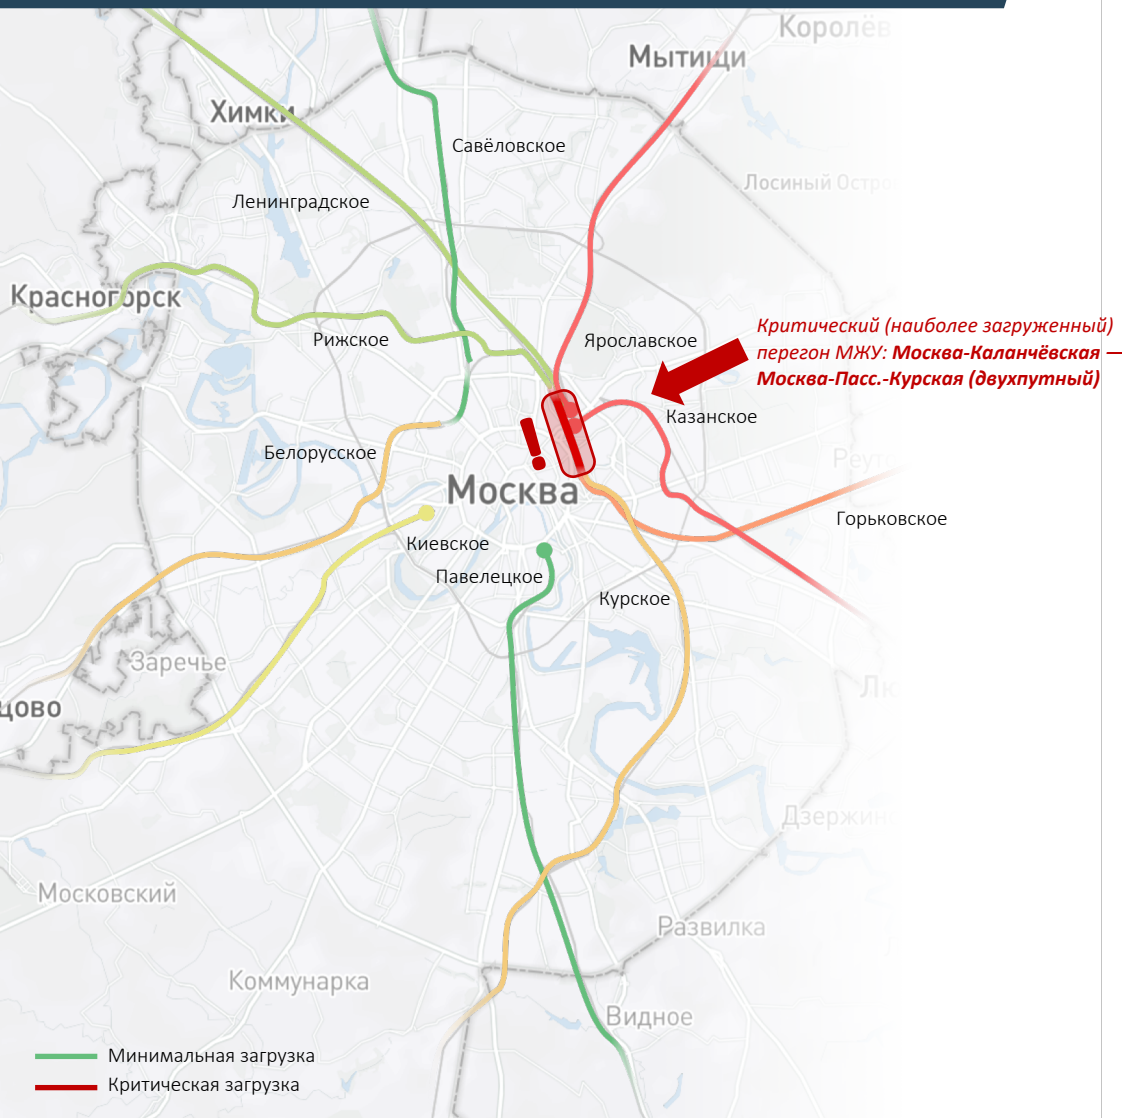 Королёв
Мытищи
Химки
Савёловское
Лосиный
Ленинградское
Красногорск
Рижское
Ярославское
Критический (наиболее загруженный)
перегон МЖУ: Москва-Каланчёвская —
Москва-Пасс.-Курская (двухпутный)
Казанское
Белорусское
Реуто
Москва
Горьковское
Киевское
Павелецкое
Курское
Заречье
Лю
цово
Дзержин
Московский
Развилка
Коммунарка
Видное
Минимальная загрузка
Критическая загрузка